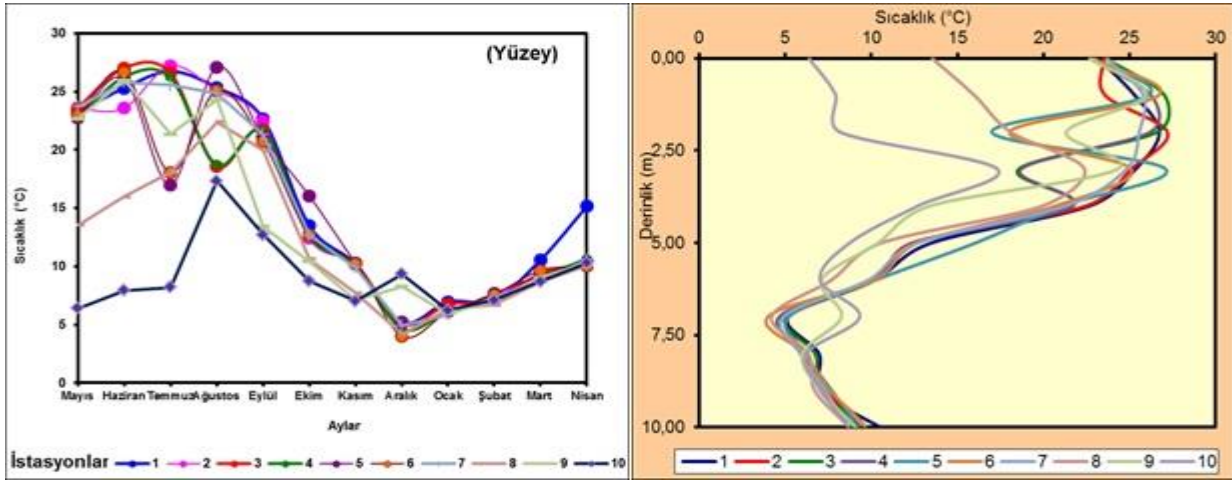 (Yüzey)
Sıcaklık (°C)
30
25
20
15
10
5
0
Mayıs Haziran Temmuz Ağustos Eylül Ekim Kasım Aralık Ocak Şubat Mart Nisan
Aylar
İstasyonlar 1 2 3 4 5 6 7 8 9 10
Sıcaklık (°C)
0 5 10 15 20 25 30
Derinlik (m)
0,00
2,50
5,00
7,50
10,00
1 2 3 4 5 6 7 8 9 10